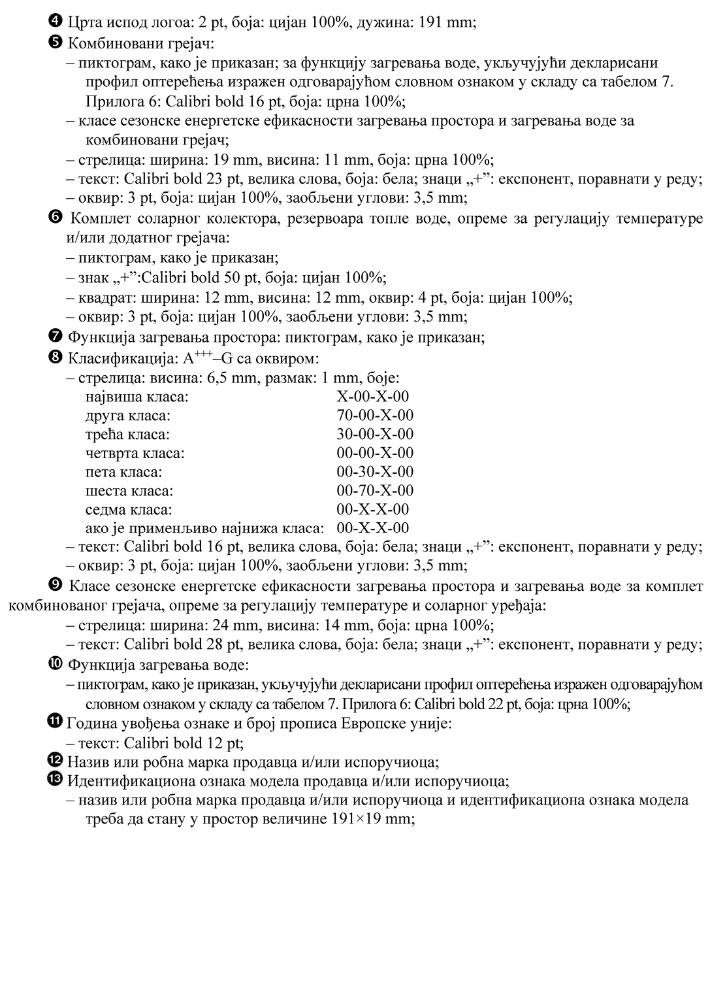 ❹ Црта испод логоа: 2 pt, боја: цијан 100%, дужина: 191 mm;
❺ Комбиновани грејач:
– пиктограм, како је приказан; за функцију загревања воде, укључујући декларисани
профил оптерећења изражен одговарајућом словном ознаком у складу са табелом 7.
Прилога 6: Calibri bold 16 pt, боја: црна 100%;
– класе сезонске енергетске ефикасности загревања простора и загревања воде за
комбиновани грејач;
– стрелица: ширина: 19 mm, висина: 11 mm, боја: црна 100%;
– текст: Calibri bold 23 pt, велика слова, боја: бела; знаци „+”: експонент, поравнати у реду;
– оквир: 3 pt, боја: цијан 100%, заобљени углови: 3,5 mm;
❻ Комплет соларног колектора, резервоара топле воде, опреме за регулацију температуре
и/или додатног грејача:
– пиктограм, како је приказан;
– знак „+”:Calibri bold 50 pt, боја: цијан 100%;
– квадрат: ширина: 12 mm, висина: 12 mm, оквир: 4 pt, боја: цијан 100%;
– оквир: 3 pt, боја: цијан 100%, заобљени углови: 3,5 mm;
❼ Функција загревања простора: пиктограм, како је приказан;
❽ Класификација: A⁺⁺⁺–G са оквиром:
– стрелица: висина: 6,5 mm, размак: 1 mm, боје:
највиша класа: X-00-X-00
друга класа: 70-00-X-00
трећа класа: 30-00-X-00
четврта класа: 00-00-X-00
пета класа: 00-30-X-00
шеста класа: 00-70-X-00
седма класа: 00-X-X-00
ако је применљиво најнижа класа: 00-X-X-00
– текст: Calibri bold 16 pt, велика слова, боја: бела; знаци „+”: експонент, поравнати у реду;
– оквир: 3 pt, боја: цијан 100%, заобљени углови: 3,5 mm;
❾ Класе сезонске енергетске ефикасности загревања простора и загревања воде за комплет
комбинованог грејача, опреме за регулацију температуре и соларног уређаја:
– стрелица: ширина: 24 mm, висина: 14 mm, боја: црна 100%;
– текст: Calibri bold 28 pt, велика слова, боја: бела; знаци „+”: експонент, поравнати у реду;
❿ Функција загревања воде:
– пиктограм, како је приказан, укључујући декларисани профил оптерећења изражен одговарајућом
словном ознаком у складу са табелом 7. Прилога 6: Calibri bold 22 pt, боја: црна 100%;
⓫ Година увођења ознаке и број прописа Европске уније:
– текст: Calibri bold 12 pt;
⓬ Назив или робна марка продавца и/или испоручиоца;
⓭ Идентификациона ознака модела продавца и/или испоручиоца;
– назив или робна марка продавца и/или испоручиоца и идентификациона ознака модела
треба да стану у простор величине 191×19 mm;